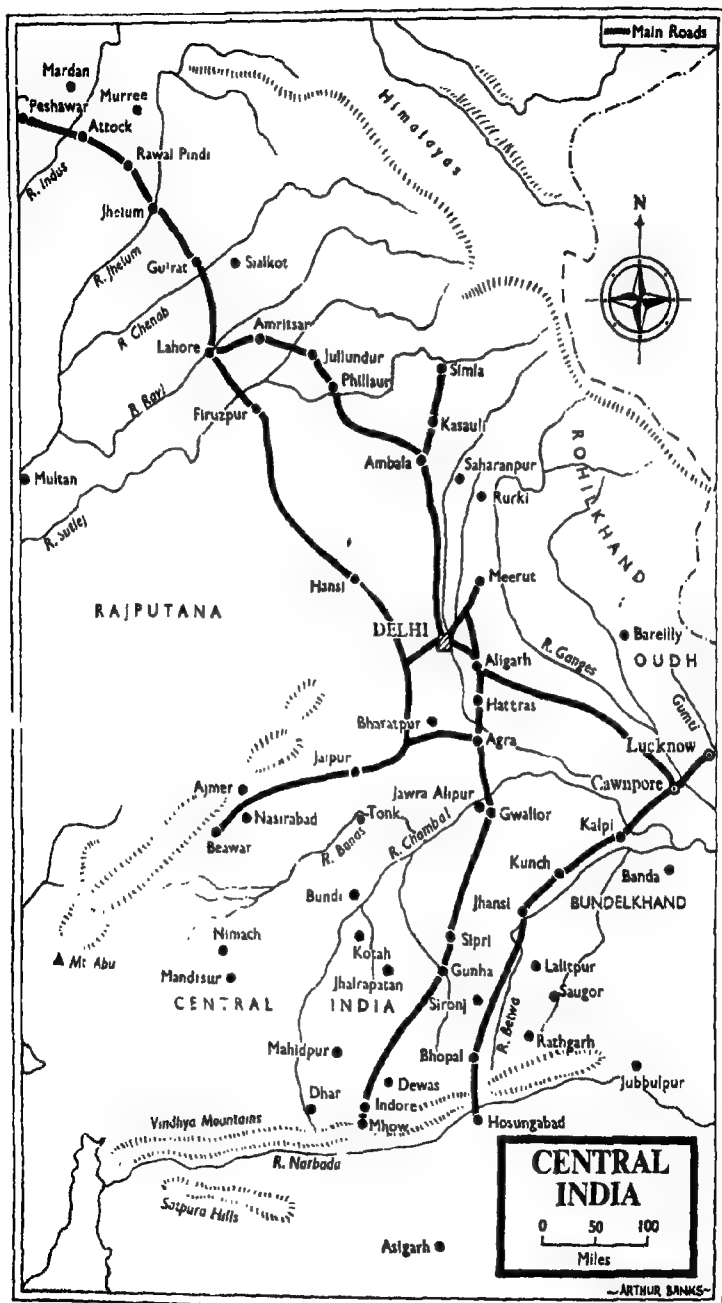 Main Roads
Mardan
Murree
Peshawar
Attock
Rawal Pindi
R. Indus
Himalayas
N
Jhelum
R. Jhelum
Gujrat
Sialkot
R. Chenab
Amritsar
Lahore
Jullundur
Phillaur
Simla
R. Ravi
Firuzpur
Kasauli
Ambala
Saharanpur
Multan
Rurki
ROHILKHAND
R. Sutlej
Hansi
Meerut
RAJPUTANA
DELHI
Bareilly
R. Ganges
OUDH
Aligarh
Gumti
Hattras
Bharatpur
Agra
Lucknow
Jaipur
Ajmer
Cawnpore
Jawra Alipur
Nasirabad
Tonk
Gwalior
Beawar
R. Banas
R. Chambal
Kalpi
Kunch
Banda
Bundi
Jhansi
BUNDELKHAND
Nimach
Sipri
Mt Abu
Kotah
Lalitpur
Mandisur
Jhalrapatan
Gunha
Saugor
CENTRAL INDIA
Sironj
R. Betwa
Rathgarh
Mahidpur
Bhopal
Jubbulpur
Dewas
Dhar
Indore
Vindhya Mountains
Mhow
Hosungabad
R. Narbada
Satpura Hills
CENTRAL
INDIA
0 50 100
Miles
Asigarh
~ARTHUR BANKS~